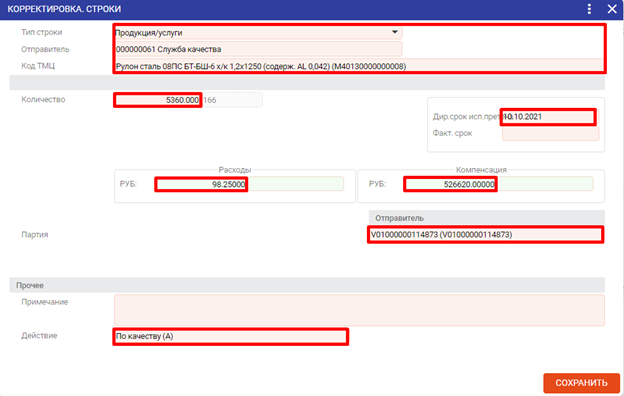 КОРРЕКТИРОВКА. СТРОКИ
Тип строки Продукция/услуги
Отправитель 000000061 Служба качества
Код ТМЦ Рулон сталь 08ПС БТ-БШ-6 х/к 1,2х1250 (содерж. AL 0,042) (М40130000000008)
Количество 5360.000 166
Дир.срок исп.прет 10.10.2021
Факт. срок
Расходы Компенсация
РУБ: 98.25000 РУБ: 526620.00000
Отправитель
Партия V01000000114873 (V01000000114873)
Прочее
Примечание
Действие По качеству (А)
СОХРАНИТЬ